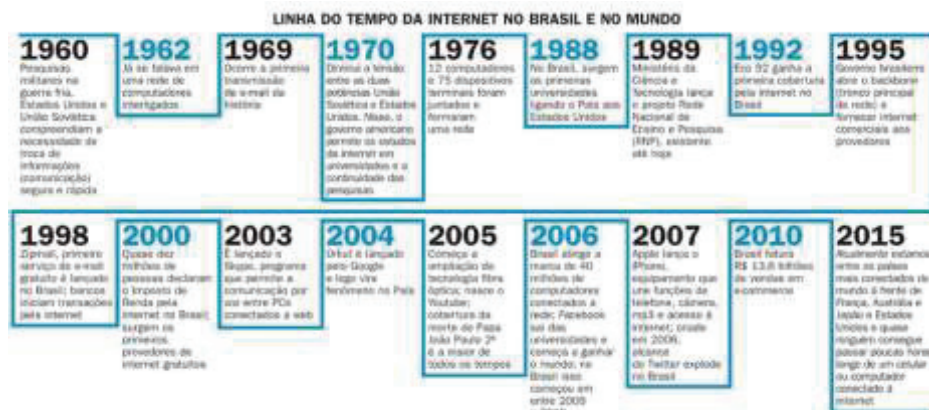 LINHA DO TEMPO DA INTERNET NO BRASIL E NO MUNDO
1960
Pesquisas
militares na
guerra fria.
Estados Unidos e
União Soviética
compreendiam a
necessidade de
troca de
informações
(comunicação)
segura e rápida
1962
Já se falava em
uma rede de
computadores
interligados
1969
Ocorre a primeira
transmissão
de e-mail da
história
1970
Diminui a tensão
entre as duas
potências União
Soviética e Estados
Unidos. Nisso, o
governo americano
permite os estudos
da internet em
universidades e a
continuidade das
pesquisas
1976
12 computadores
e 75 dispositivos
terminais foram
juntados e
formaram
uma rede
1988
No Brasil, surgem
as primeiras
universidades
ligando o País aos
Estados Unidos
1989
Ministério da
Ciência e
Tecnologia lança
o projeto Rede
Nacional de
Ensino e Pesquisa
(RNP), existente
até hoje
1992
Eco 92 ganha a
primeira cobertura
pela internet no
Brasil
1995
Governo brasileiro
abre o backbone
(tronco principal
da rede) e
fornecer internet
comerciais aos
provedores
1998
Zipmail, primeiro
serviço de e-mail
gratuito é lançado
no Brasil; bancos
iniciam transações
pela internet
2000
Quase dez
milhões de
pessoas declaram
o Imposto de
Renda pela
internet no Brasil;
surgem os
primeiros
provedores de
internet gratuitos
2003
É lançado o
Skype, programa
que permite a
comunicação por
voz entre PCs
conectados a web
2004
Orkut é lançado
pelo Google
e logo vira
fenômeno no País
2005
Começa a
ampliação da
tecnologia fibra
óptica; nasce o
Youtube;
cobertura da
morte do Papa
João Paulo 2º
é a maior de
todos os tempos
2006
Brasil atinge a
marca de 40
milhões de
computadores
conectados a
rede; Facebook
sai das
universidades e
começa a ganhar
o mundo; no
Brasil isso
começou em
entre 2009
2007
Apple lança o
iPhone,
equipamento que
une funções de
telefone, câmera,
mp3 e acesso à
internet; criado
em 2006,
alcance
do Twitter explode
no Brasil
2010
Brasil fatura
R$ 13,6 bilhões
de vendas em
e-commerce
2015
Atualmente estamos
entre os países
mais conectados do
mundo à frente de
França, Austrália e
Japão e Estados
Unidos e quase
ninguém consegue
passar poucas horas
longe de um celular
ou computador
conectado à
internet